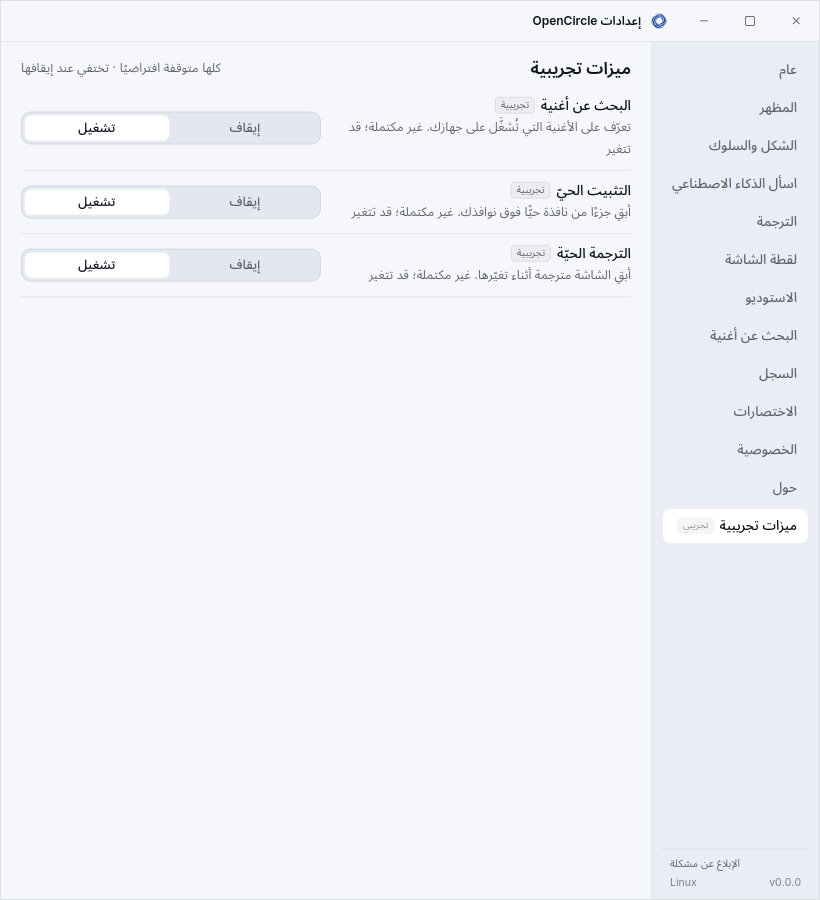 إعدادات OpenCircle
عام
المظهر
الشكل والسلوك
اسأل الذكاء الاصطناعي
الترجمة
لقطة الشاشة
الاستوديو
البحث عن أغنية
السجل
الاختصارات
الخصوصية
حول
ميزات تجريبية تجريبي
الإبلاغ عن مشكلة
v0.0.0 Linux
ميزات تجريبية
كلها متوقفة افتراضيًا · تختفي عند إيقافها
البحث عن أغنية تجريبية
تعرّف على الأغنية التي تُشغَّل على جهازك. غير مكتملة؛ قد
تتغير
إيقاف تشغيل
التثبيت الحيّ تجريبية
أبقِ جزءًا من نافذة حيًّا فوق نوافذك. غير مكتملة؛ قد تتغير
إيقاف تشغيل
الترجمة الحيّة تجريبية
أبقِ الشاشة مترجمة أثناء تغيّرها. غير مكتملة؛ قد تتغير
إيقاف تشغيل